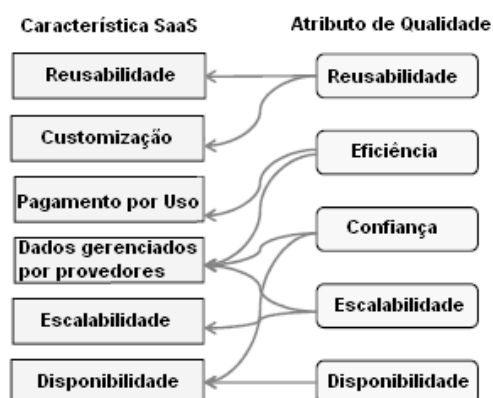 Característica SaaS
Reusabilidade
Customização
Pagamento por Uso
Dados gerenciados
por provedores
Escalabilidade
Disponibilidade
Atributo de Qualidade
Reusabilidade
Eficiência
Confiança
Escalabilidade
Disponibilidade